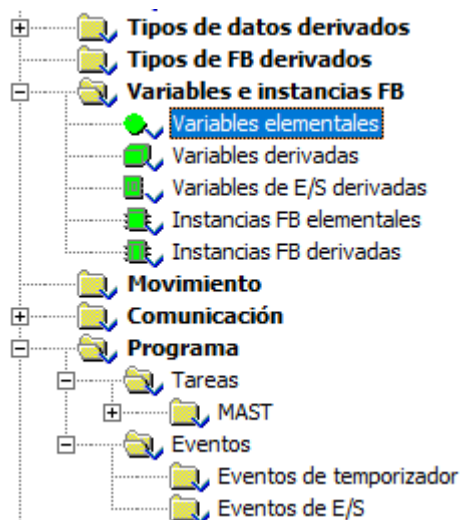 Tipos de datos derivados
Tipos de FB derivados
Variables e instancias FB
Variables elementales
Variables derivadas
Variables de E/S derivadas
Instancias FB elementales
Instancias FB derivadas
Movimiento
Comunicación
Programa
Tareas
MAST
Eventos
Eventos de temporizador
Eventos de E/S